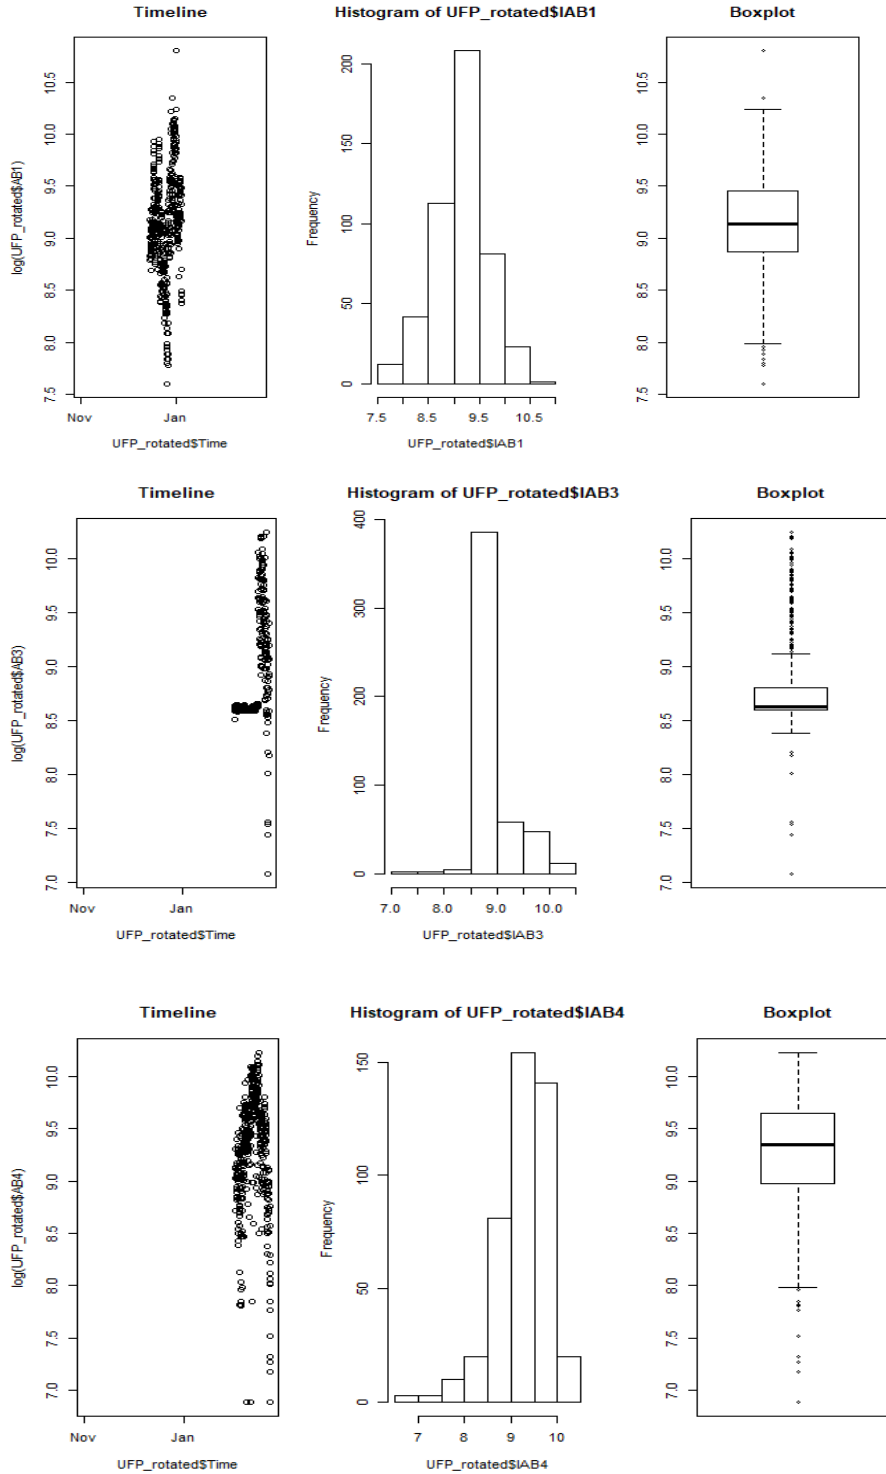 Timeline
Histogram of UFP_rotated$IAB1
Boxplot
log(UFP_rotated$AB1)
7.5 8.0 8.5 9.0 9.5 10.0 10.5
Nov Jan
UFP_rotated$Time
Frequency
0 50 100 150 200
7.5 8.5 9.5 10.5
UFP_rotated$IAB1
7.5 8.0 8.5 9.0 9.5 10.0 10.5
Timeline
Histogram of UFP_rotated$IAB3
Boxplot
log(UFP_rotated$AB3)
7.0 7.5 8.0 8.5 9.0 9.5 10.0
Nov Jan
UFP_rotated$Time
Frequency
0 100 200 300 400
7.0 8.0 9.0 10.0
UFP_rotated$IAB3
7.0 7.5 8.0 8.5 9.0 9.5 10.0
Timeline
Histogram of UFP_rotated$IAB4
Boxplot
log(UFP_rotated$AB4)
7.0 7.5 8.0 8.5 9.0 9.5 10.0
Nov Jan
UFP_rotated$Time
Frequency
0 50 100 150
7 8 9 10
UFP_rotated$IAB4
7.0 7.5 8.0 8.5 9.0 9.5 10.0